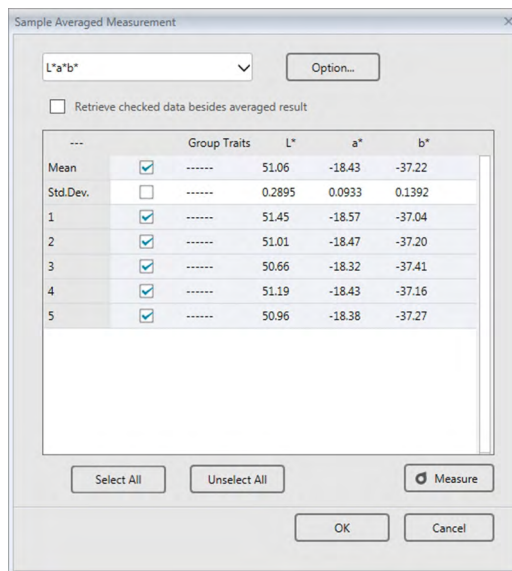 Sample Averaged Measurement
L*a*b* Option...
Retrieve checked data besides averaged result
--- Group Traits L* a* b*
Mean ------ 51.06 -18.43 -37.22
Std.Dev. ------ 0.2895 0.0933 0.1392
1 ------ 51.45 -18.57 -37.04
2 ------ 51.01 -18.47 -37.20
3 ------ 50.66 -18.32 -37.41
4 ------ 51.19 -18.43 -37.16
5 ------ 50.96 -18.38 -37.27
Select All Unselect All Measure
OK Cancel